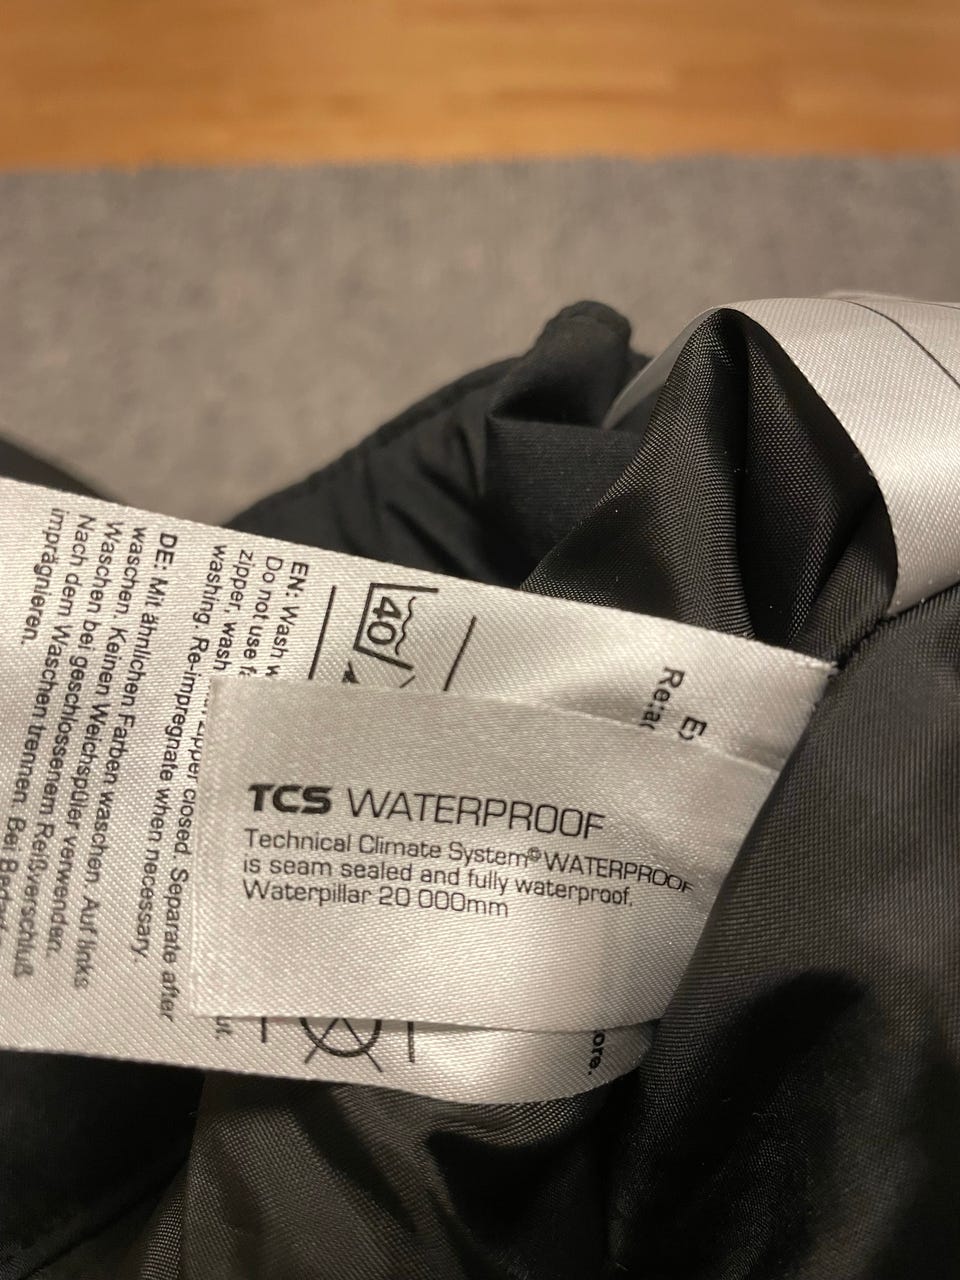 TCS WATERPROOF
Technical Climate System® WATERPROOF
is seam sealed and fully waterproof.
Waterpillar 20 000mm
40
EN: Wash
Do not use
zipper, wash closed. Separate after
washing. Re-impregnate when necessary.
DE: Mit ähnlichen Farben waschen. Auf links
waschen. Keinen Weichspüler verwenden.
Waschen bei geschlossenem Reißverschluß
Nach dem Waschen trennen. Bei Bedarf
imprägnieren.